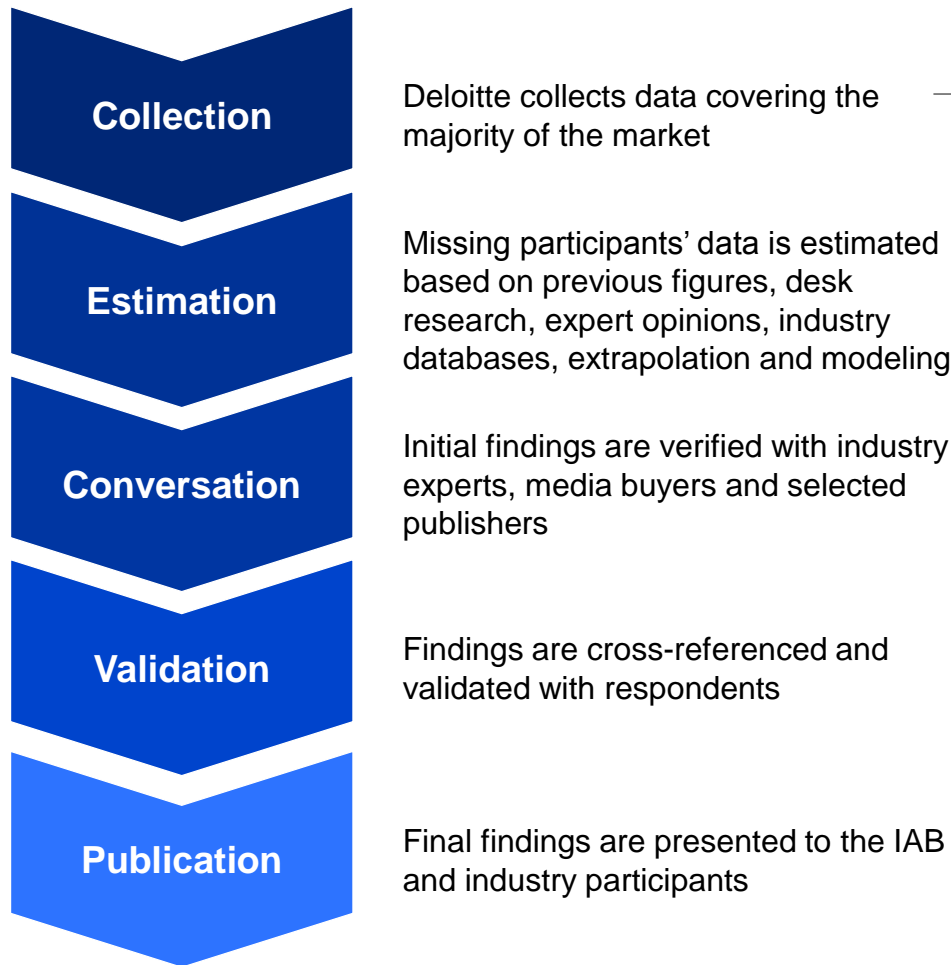 Collection
Deloitte collects data covering the
majority of the market
Estimation
Missing participants’ data is estimated
based on previous figures, desk
research, expert opinions, industry
databases, extrapolation and modeling
Conversation
Initial findings are verified with industry
experts, media buyers and selected
publishers
Validation
Findings are cross-referenced and
validated with respondents
Publication
Final findings are presented to the IAB
and industry participants